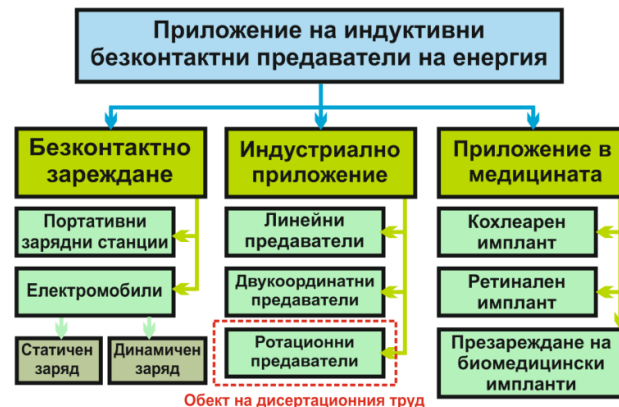 Приложение на индуктивни
безконтактни предаватели на енергия
Безконтактно
зареждане
Индустриално
приложение
Приложение в
медицината
Портативни
зарядни станции
Линейни
предаватели
Кохлеарен
имплант
Електромобили
Двукоординатни
предаватели
Ретинален
имплант
Статичен
заряд
Динамичен
заряд
Ротационни
предаватели
Презареждане на
биомедицински
импланти
Обект на дисертационния труд